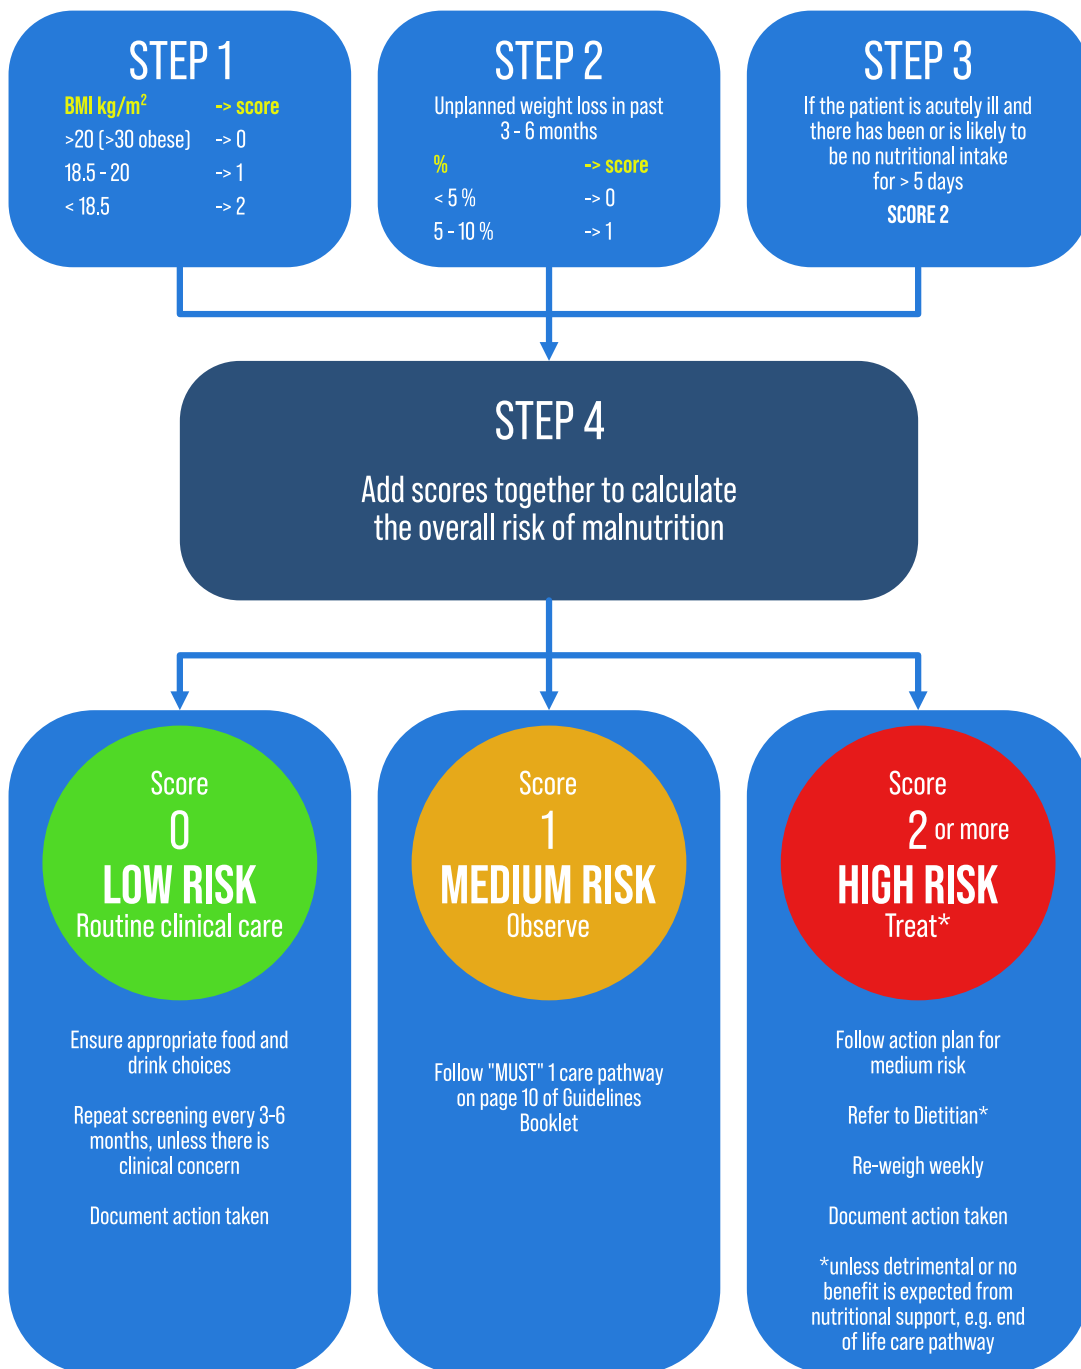 STEP 1
BMI kg/m² -> score
>20 (>30 obese) -> 0
18.5 - 20 -> 1
< 18.5 -> 2
STEP 2
Unplanned weight loss in past
3 - 6 months
% -> score
< 5 % -> 0
5 - 10 % -> 1
STEP 3
If the patient is acutely ill and
there has been or is likely to
be no nutritional intake
for > 5 days
SCORE 2
STEP 4
Add scores together to calculate
the overall risk of malnutrition
Score
0
LOW RISK
Routine clinical care
Ensure appropriate food and
drink choices
Repeat screening every 3-6
months, unless there is
clinical concern
Document action taken
Score
1
MEDIUM RISK
Observe
Follow "MUST" 1 care pathway
on page 10 of Guidelines
Booklet
Score
2 or more
HIGH RISK
Treat*
Follow action plan for
medium risk
Refer to Dietitian*
Re-weigh weekly
Document action taken
*unless detrimental or no
benefit is expected from
nutritional support, e.g. end
of life care pathway